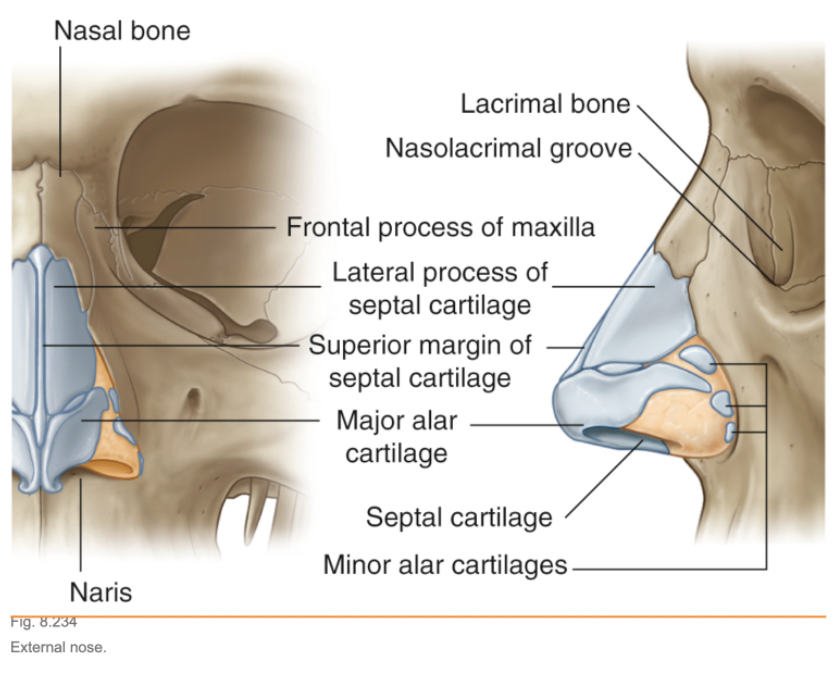 Nasal bone
Lacrimal bone
Nasolacrimal groove
Frontal process of maxilla
Lateral process of
septal cartilage
Superior margin of
septal cartilage
Major alar
cartilage
Septal cartilage
Minor alar cartilages
Naris
Fig. 8.234
External nose.